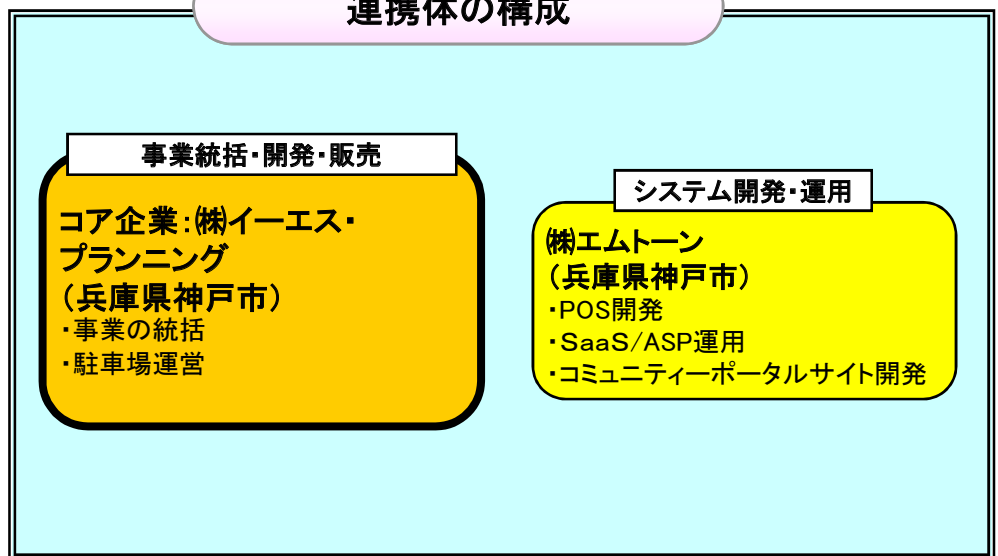 連携体の構成
事業統括・開発・販売
コア企業:㈱イーエス・
プランニング
(兵庫県神戸市)
・事業の統括
・駐車場運営
システム開発・運用
㈱エムトーン
(兵庫県神戸市)
・POS開発
・SaaS/ASP運用
・コミュニティーポータルサイト開発